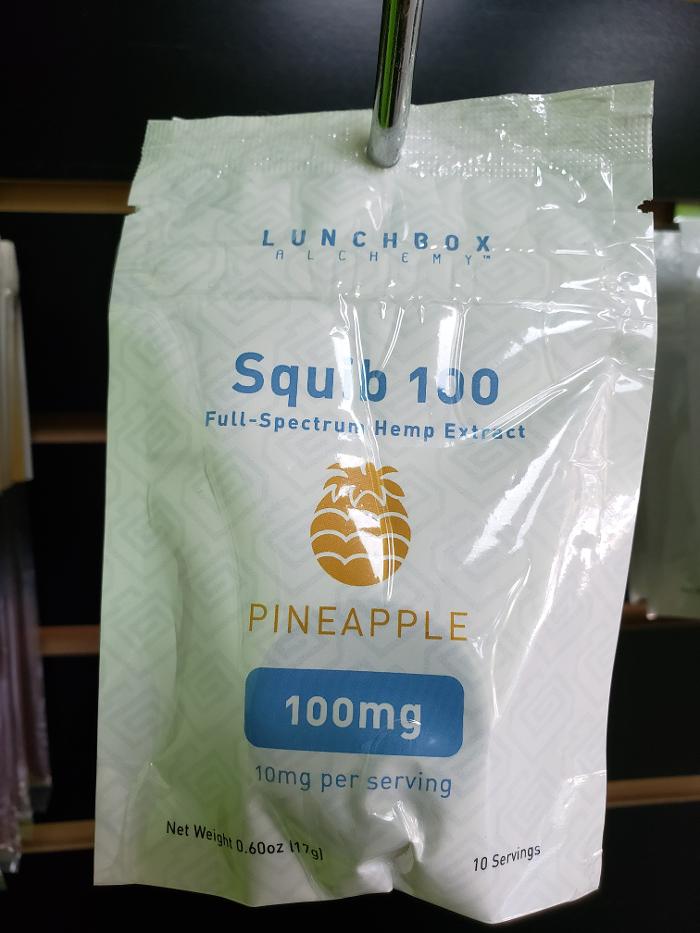 LUNCHBOX
ALCHEMY™
Squib 100
Full-Spectrum Hemp Extract
PINEAPPLE
100mg
10mg per serving
Net Weight 0.60oz (17g)
10 Servings